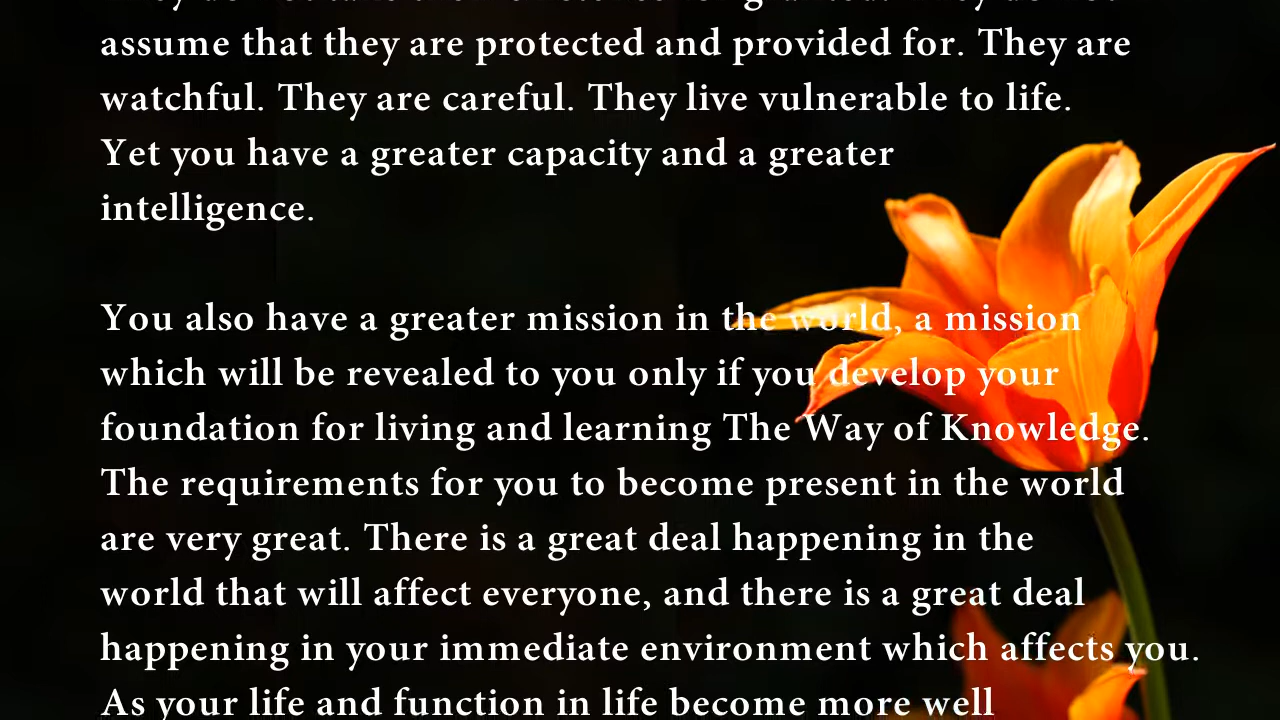 assume that they are protected and provided for. They are
watchful. They are careful. They live vulnerable to life.
Yet you have a greater capacity and a greater
intelligence.
You also have a greater mission in the world, a mission
which will be revealed to you only if you develop your
foundation for living and learning The Way of Knowledge.
The requirements for you to become present in the world
are very great. There is a great deal happening in the
world that will affect everyone, and there is a great deal
happening in your immediate environment which affects you.
As your life and function in life become more well